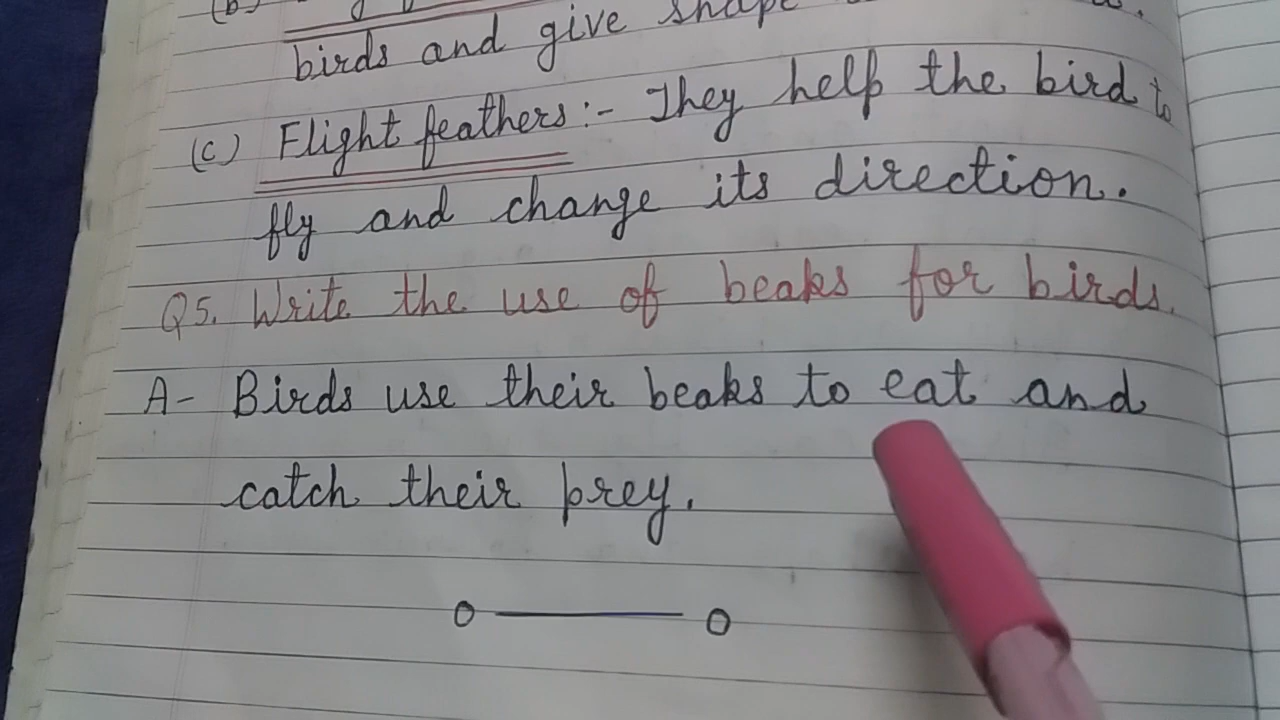 (b)
birds and give shape
(c) Flight feathers :- They help the bird to
fly and change its direction.
Q5. Write the use of beaks for birds.
A- Birds use their beaks to eat and
catch their prey.